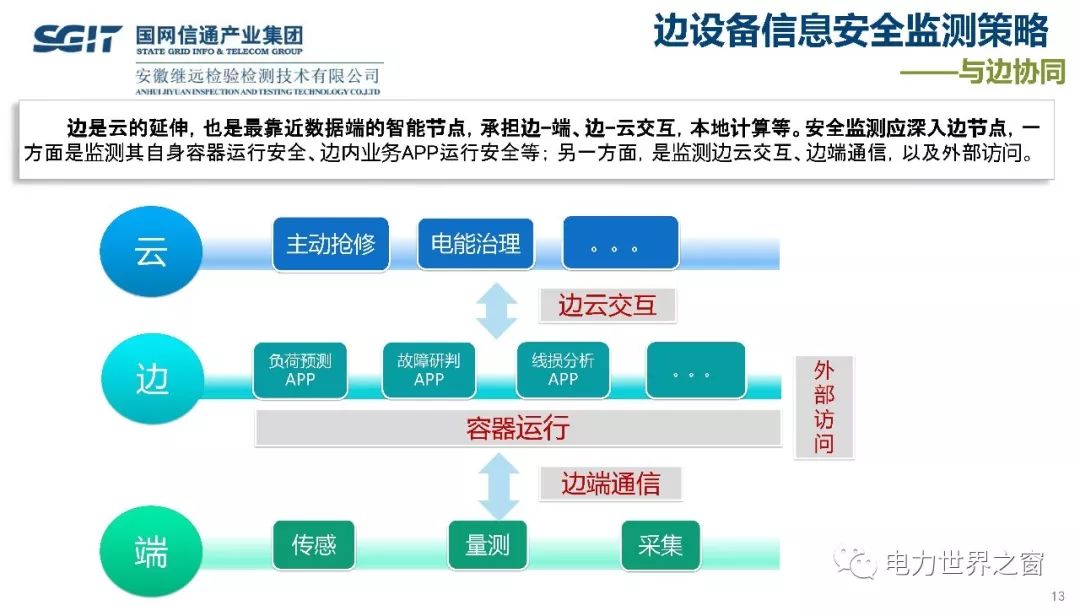 SGIT 国网信通产业集团
STATE GRID INFO & TELECOM GROUP
安徽继远检验检测技术有限公司
ANHUI JIYUAN INSPECTION AND TESTING TECHNOLOGY CO.,LTD
边设备信息安全监测策略
——与边协同
边是云的延伸,也是最靠近数据端的智能节点,承担边-端、边-云交互,本地计算等。安全监测应深入边节点,一
方面是监测其自身容器运行安全、边内业务APP运行安全等;另一方面,是监测边云交互、边端通信,以及外部访问。
云
主动抢修
电能治理
。。。
边云交互
边
负荷预测
APP
故障研判
APP
线损分析
APP
。。。
容器运行
外
部
访
问
边端通信
端
传感
量测
采集
电力世界之窗
13